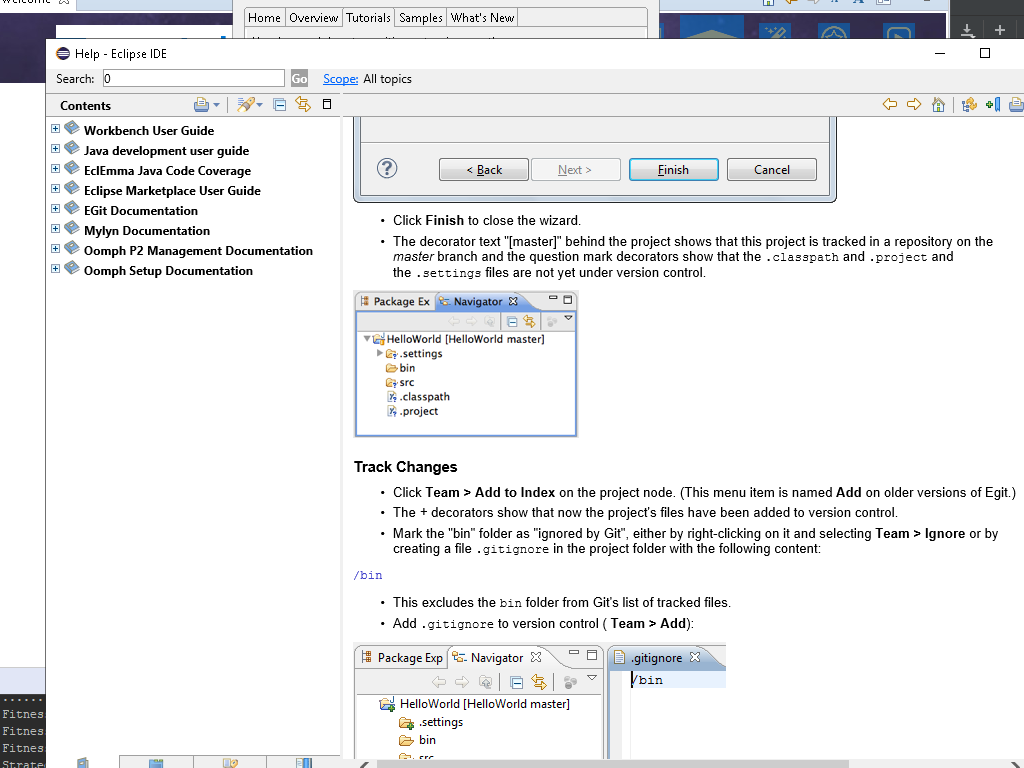 Welcome
Home Overview Tutorials Samples What's New
Help - Eclipse IDE
Search: 0 Go Scope: All topics
Contents
Workbench User Guide
Java development user guide
EclEmma Java Code Coverage
Eclipse Marketplace User Guide
EGit Documentation
Mylyn Documentation
Oomph P2 Management Documentation
Oomph Setup Documentation
< Back Next > Finish Cancel
• Click Finish to close the wizard.
• The decorator text "[master]" behind the project shows that this project is tracked in a repository on the
master branch and the question mark decorators show that the .classpath and .project and
the .settings files are not yet under version control.
Package Ex Navigator
HelloWorld [HelloWorld master]
.settings
bin
src
.classpath
.project
Track Changes
• Click Team > Add to Index on the project node. (This menu item is named Add on older versions of Egit.)
• The + decorators show that now the project's files have been added to version control.
• Mark the "bin" folder as "ignored by Git", either by right-clicking on it and selecting Team > Ignore or by
creating a file .gitignore in the project folder with the following content:
/bin
• This excludes the bin folder from Git's list of tracked files.
• Add .gitignore to version control ( Team > Add):
Package Exp Navigator
HelloWorld [HelloWorld master]
.settings
bin
src
.gitignore
/bin
Fitnes
Fitnes
Fitnes
Strate